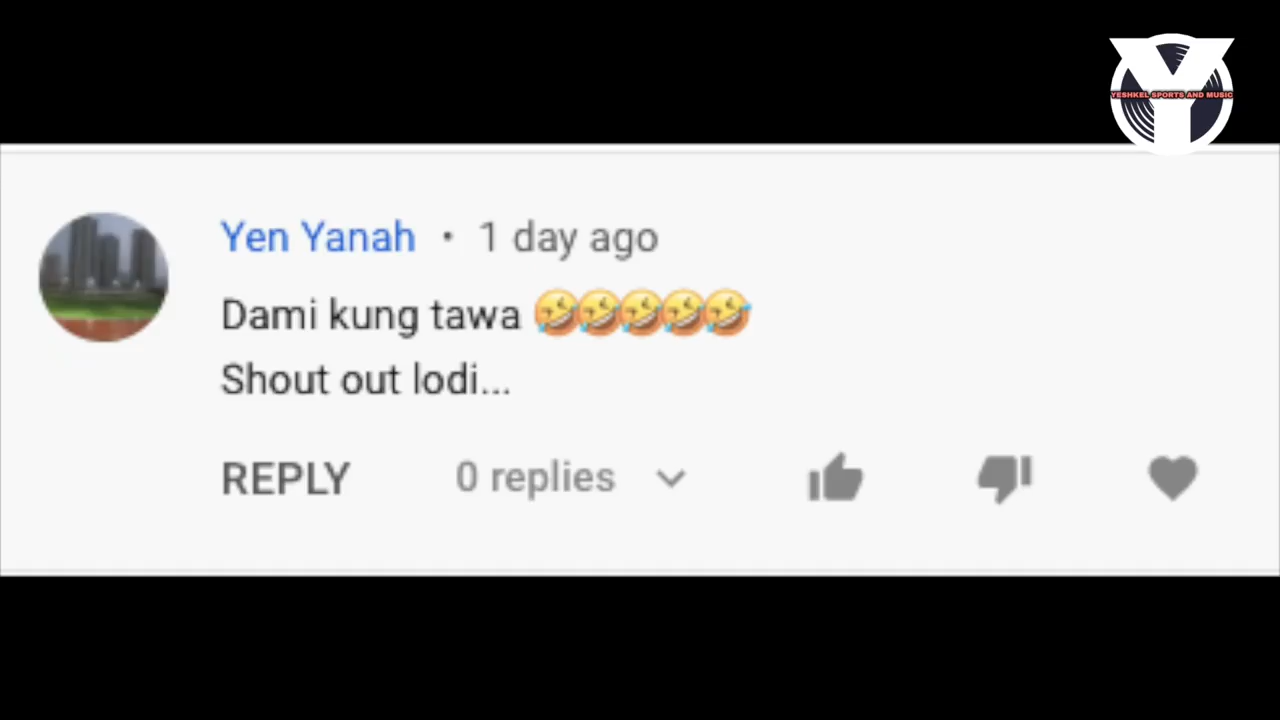 YESHKEL SPORTS AND MUSIC
Yen Yanah • 1 day ago
Dami kung tawa 🤣🤣🤣🤣🤣
Shout out lodi...
REPLY 0 replies